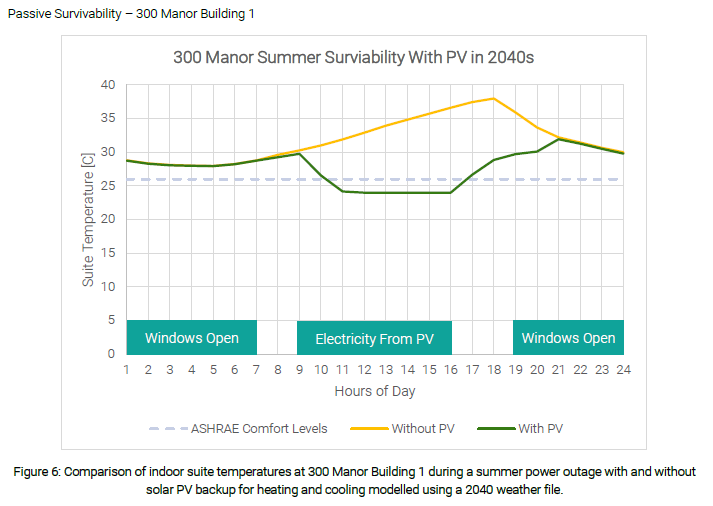 Passive Survivability – 300 Manor Building 1
300 Manor Summer Surviability With PV in 2040s
40
35
30
25
20
15
10
5
0
Suite Temperature [C]
Windows Open
Electricity From PV
Windows Open
1 2 3 4 5 6 7 8 9 10 11 12 13 14 15 16 17 18 19 20 21 22 23 24
Hours of Day
ASHRAE Comfort Levels Without PV With PV
Figure 6: Comparison of indoor suite temperatures at 300 Manor Building 1 during a summer power outage with and without
solar PV backup for heating and cooling modelled using a 2040 weather file.